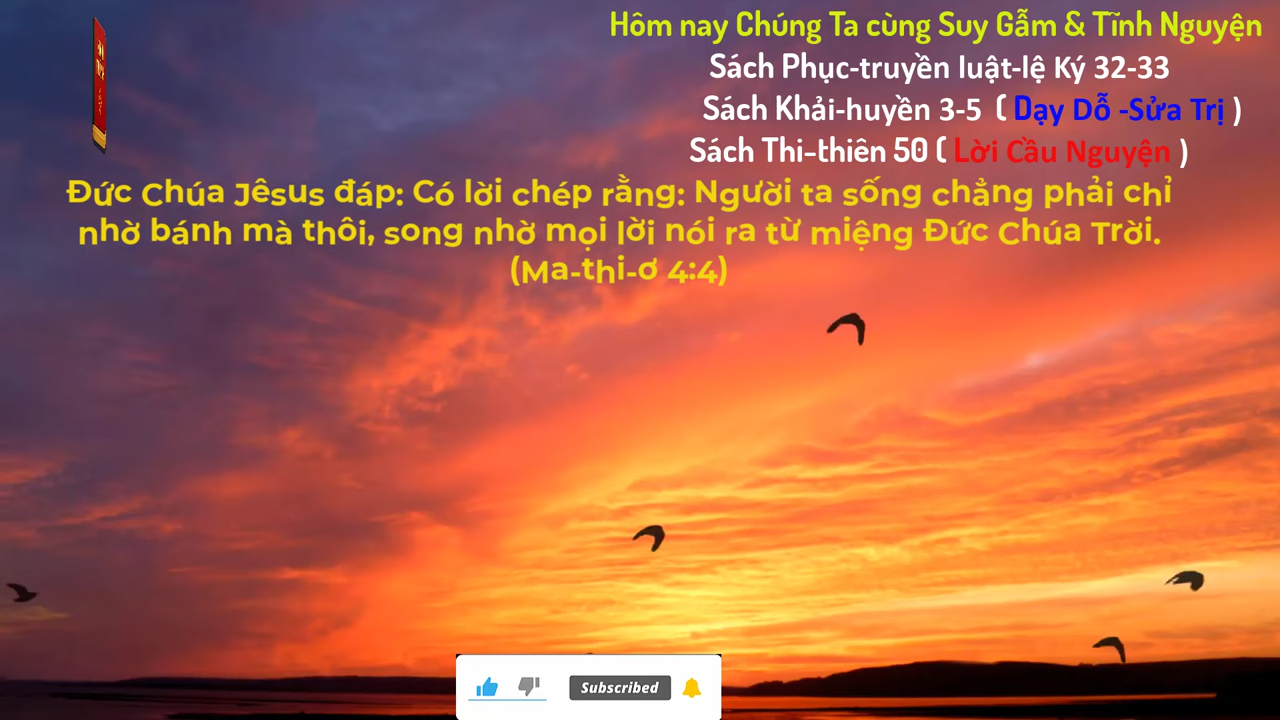 Hôm nay Chúng Ta cùng Suy Gẫm & Tĩnh Nguyện
Sách Phục-truyền luật-lệ Ký 32-33
Sách Khải-huyền 3-5 ( Dạy Dỗ -Sửa Trị )
Sách Thi-thiên 50 ( Lời Cầu Nguyện )
Đức Chúa Jêsus đáp: Có lời chép rằng: Người ta sống chẳng phải chỉ
nhờ bánh mà thôi, song nhờ mọi lời nói ra từ miệng Đức Chúa Trời.
(Ma-thi-ơ 4:4)
Subscribed